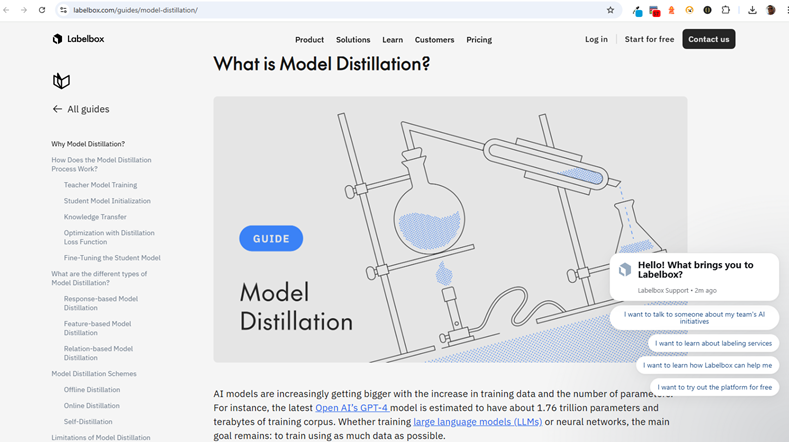 labelbox.com/guides/model-distillation/
Labelbox
Product Solutions Learn Customers Pricing
Log in Start for free Contact us
What is Model Distillation?
← All guides
Why Model Distillation?
How Does the Model Distillation
Process Work?
Teacher Model Training
Student Model Initialization
Knowledge Transfer
Optimization with Distillation
Loss Function
Fine-Tuning the Student Model
What are the different types of
Model Distillation?
Response-based Model
Distillation
Feature-based Model
Distillation
Relation-based Model
Distillation
Model Distillation Schemes
Offline Distillation
Online Distillation
Self-Distillation
Limitations of Model Distillation
GUIDE
Model
Distillation
Hello! What brings you to
Labelbox?
Labelbox Support • 2m ago
I want to talk to someone about my team's AI
initiatives
I want to learn about labeling services
I want to learn how Labelbox can help me
I want to try out the platform for free
AI models are increasingly getting bigger with the increase in training data and the number of parameters.
For instance, the latest Open AI's GPT-4 model is estimated to have about 1.76 trillion parameters and
terabytes of training corpus. Whether training large language models (LLMs) or neural networks, the main
goal remains: to train using as much data as possible.